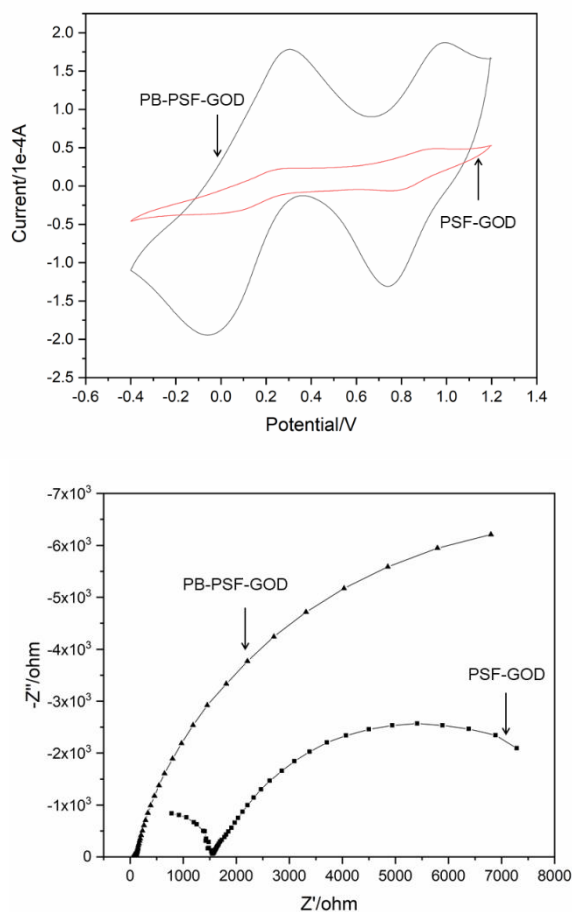 2.5
2.0
1.5
1.0
0.5
0.0
-0.5
-1.0
-1.5
-2.0
-2.5
Current/1e-4A
PB-PSF-GOD
PSF-GOD
-0.6 -0.4 -0.2 0.0 0.2 0.4 0.6 0.8 1.0 1.2 1.4
Potential/V
-7x10³
-6x10³
-5x10³
-4x10³
-3x10³
-2x10³
-1x10³
0
-Z''/ohm
PB-PSF-GOD
PSF-GOD
0 1000 2000 3000 4000 5000 6000 7000 8000
Z'/ohm